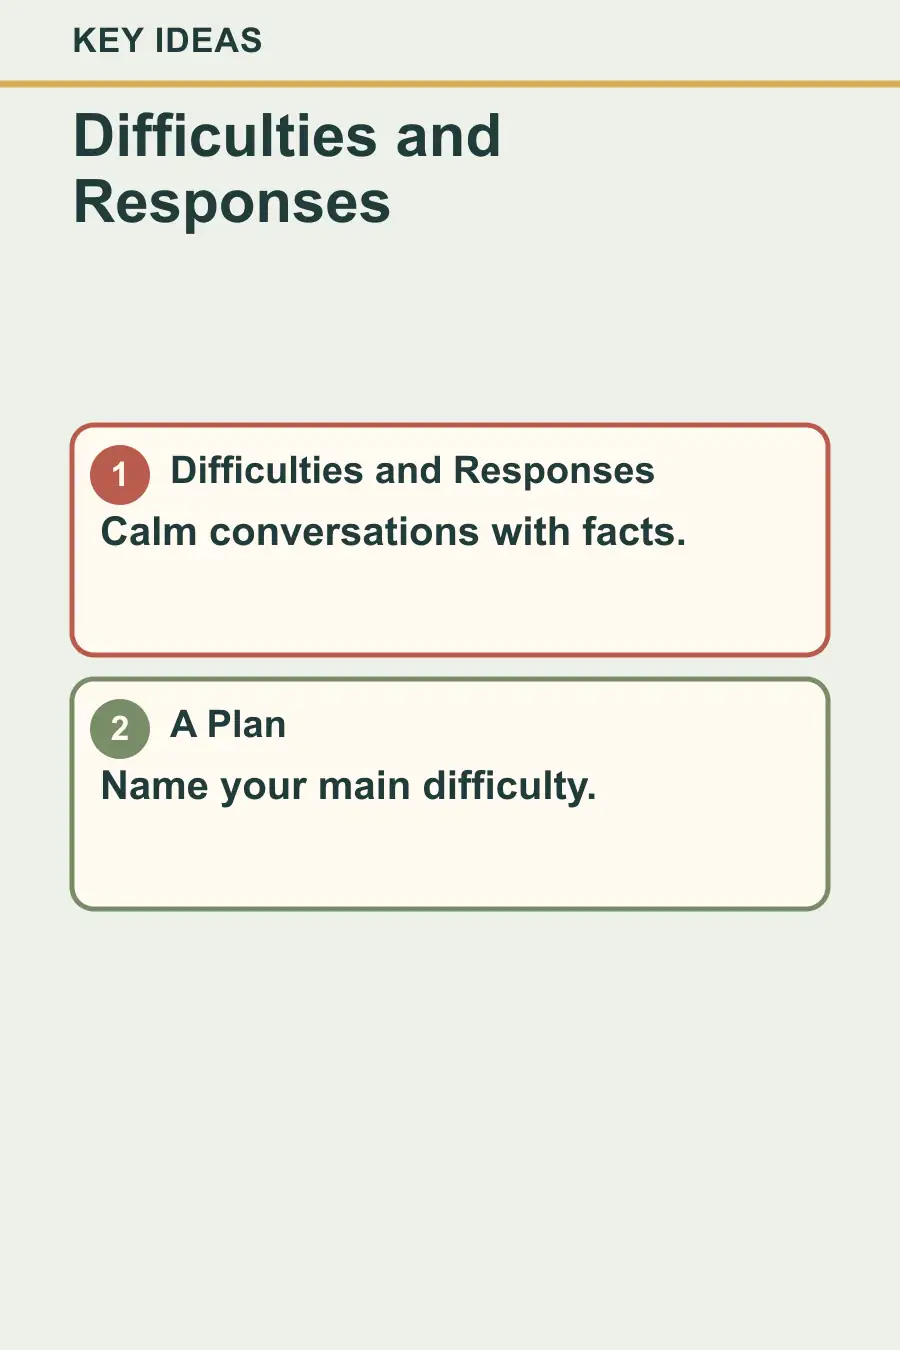 KEY IDEAS
Difficulties and
Responses
1 Difficulties and Responses
Calm conversations with facts.
2 A Plan
Name your main difficulty.